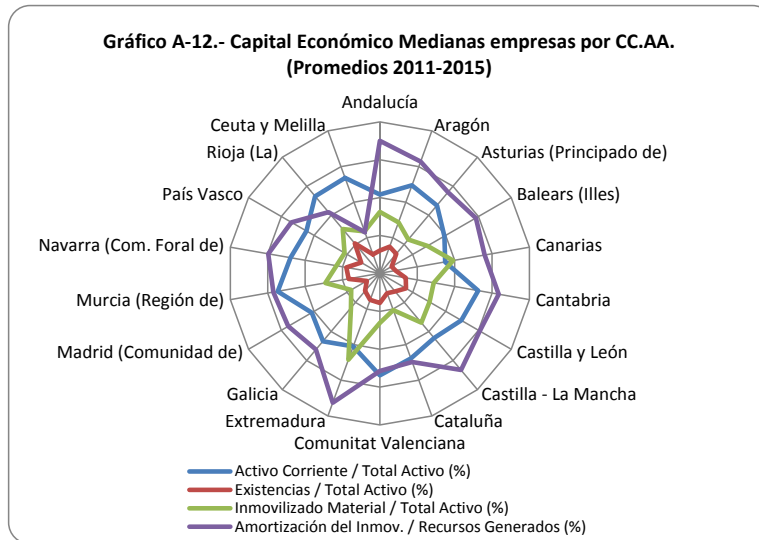 Gráfico A-12.- Capital Económico Medianas empresas por CC.AA.
(Promedios 2011-2015)
Andalucía
Ceuta y Melilla
Aragón
Rioja (La)
Asturias (Principado de)
País Vasco
Balears (Illes)
Navarra (Com. Foral de)
Canarias
Murcia (Región de)
Cantabria
Madrid (Comunidad de)
Castilla y León
Galicia
Castilla - La Mancha
Extremadura
Cataluña
Comunitat Valenciana
Activo Corriente / Total Activo (%)
Existencias / Total Activo (%)
Inmovilizado Material / Total Activo (%)
Amortización del Inmov. / Recursos Generados (%)